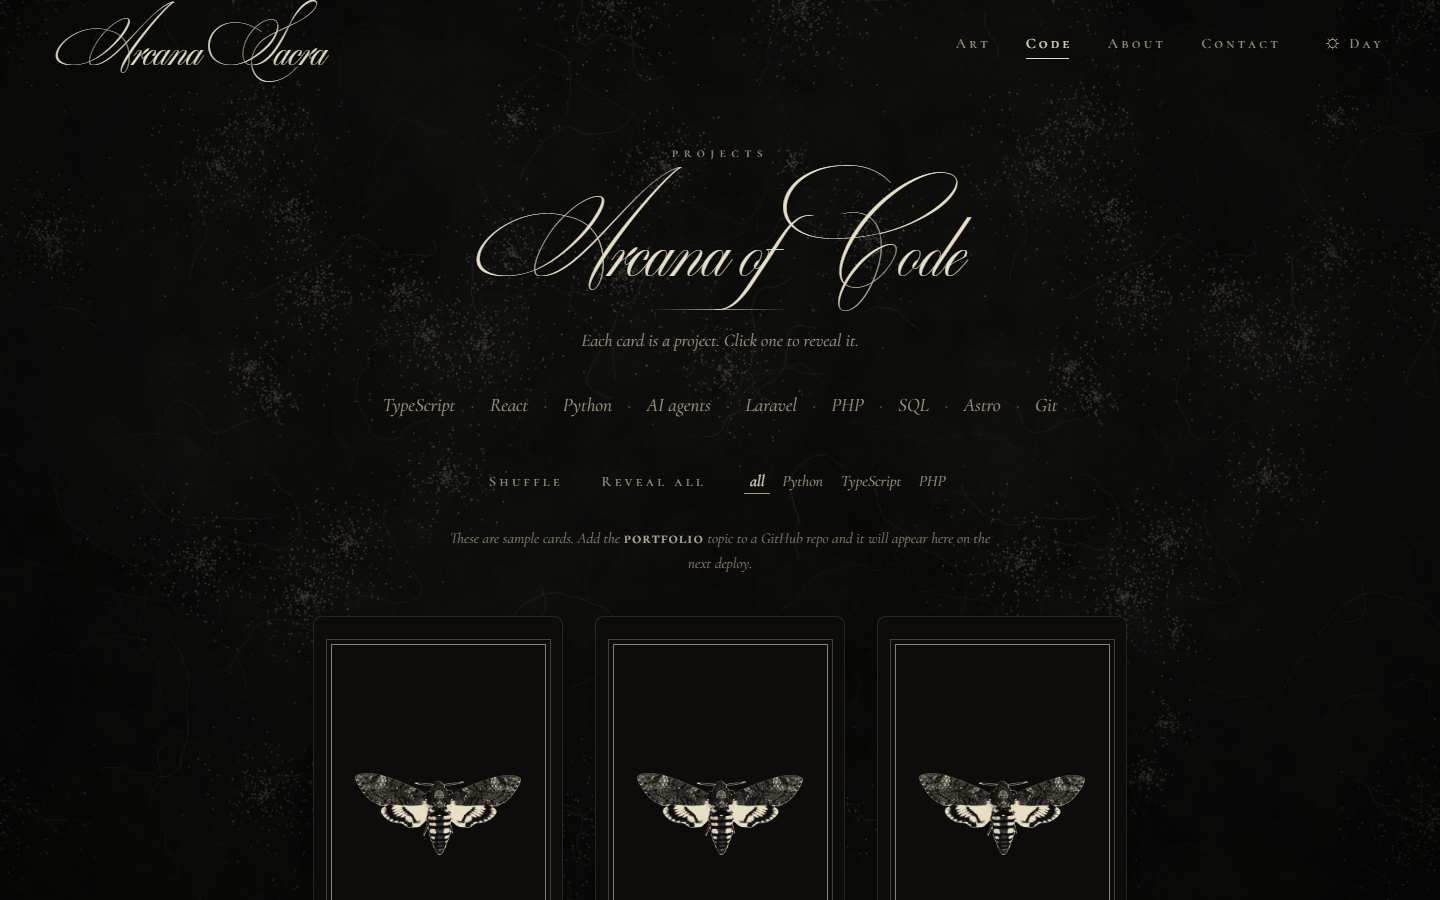 Arcana Sacra
Art Code About Contact ☼ Day
PROJECTS
Arcana of Code
Each card is a project. Click one to reveal it.
TypeScript · React · Python · AI agents · Laravel · PHP · SQL · Astro · Git
Shuffle Reveal all all Python TypeScript PHP
These are sample cards. Add the PORTFOLIO topic to a GitHub repo and it will appear here on the
next deploy.